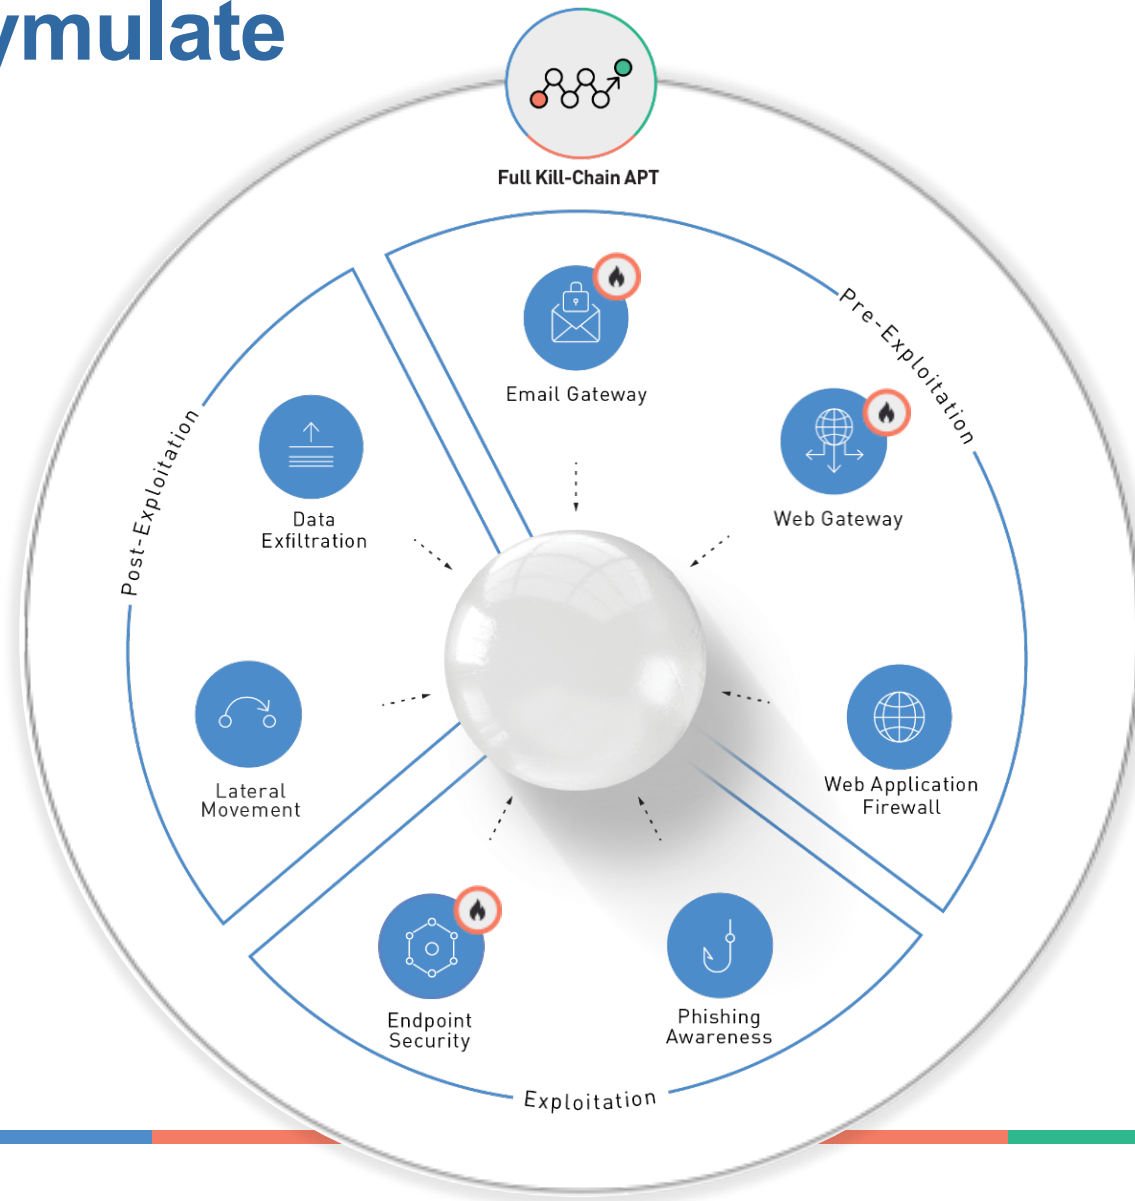 ymulate
Full Kill-Chain APT
Pre-Exploitation
Email Gateway
Web Gateway
Web Application
Firewall
Phishing
Awareness
Endpoint
Security
Exploitation
Lateral
Movement
Data
Exfiltration
Post-Exploitation